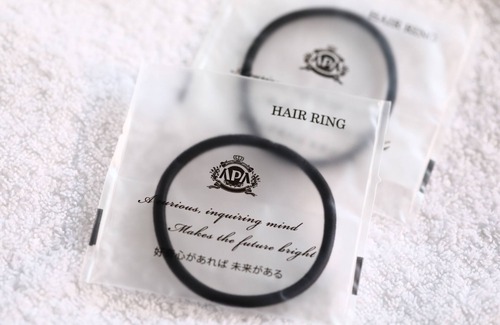 HAIR RING
APA
HAIR RING
APA
A curious, inquiring mind
Makes the future bright
好奇心があれば 未来がある